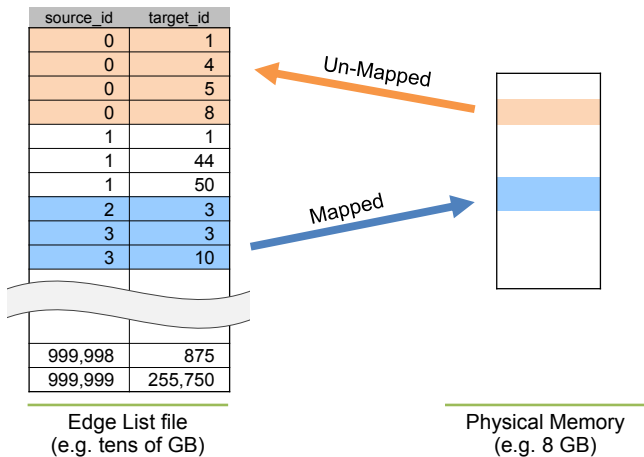 source_id target_id
0 1
0 4
0 5
0 8
1 1
1 44
1 50
2 3
3 3
3 10
999,998 875
999,999 255,750
Un-Mapped
Mapped
Edge List file
(e.g. tens of GB)
Physical Memory
(e.g. 8 GB)